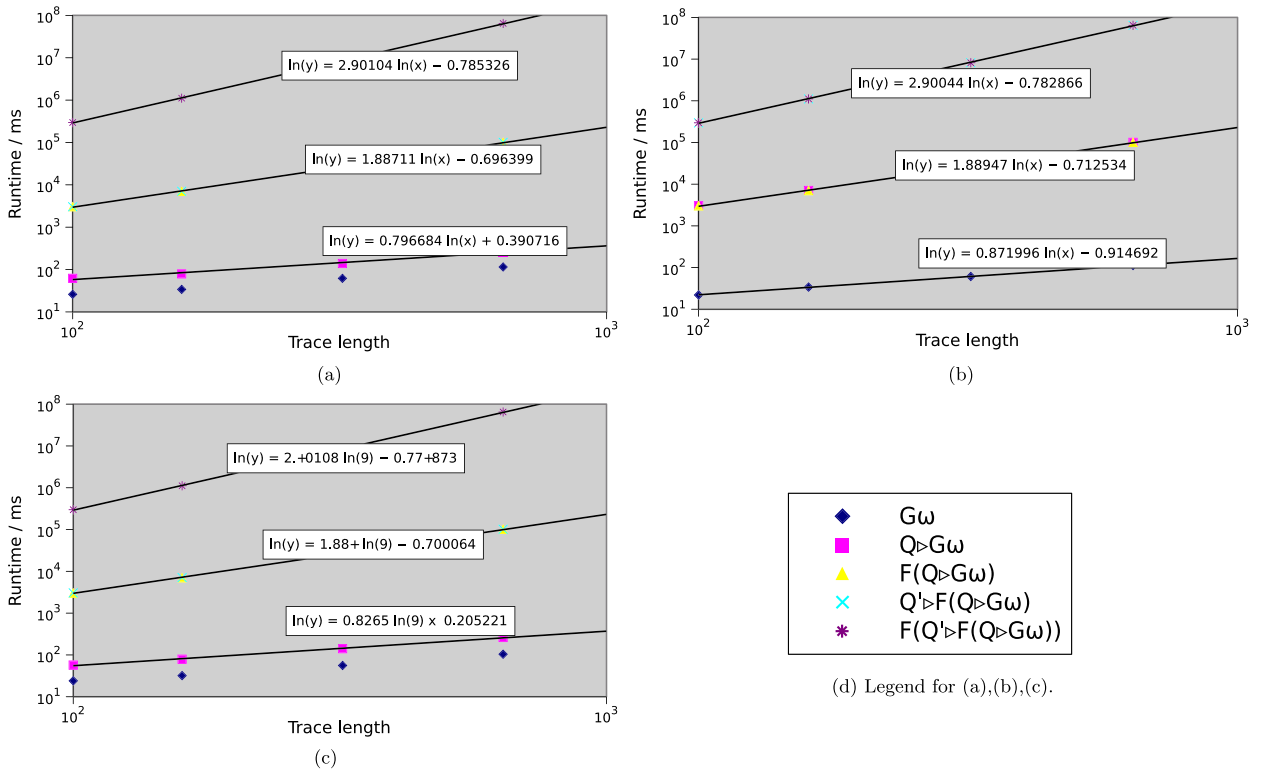 10^8
10^7
10^6
10^5
10^4
10^3
10^2
10^1
Runtime / ms
ln(y) = 2.90104 ln(x) − 0.785326
ln(y) = 1.88711 ln(x) − 0.696399
ln(y) = 0.796684 ln(x) + 0.390716
10^2
10^3
Trace length
(a)
10^8
10^7
10^6
10^5
10^4
10^3
10^2
10^1
Runtime / ms
ln(y) = 2.90044 ln(x) − 0.782866
ln(y) = 1.88947 ln(x) − 0.712534
ln(y) = 0.871996 ln(x) − 0.914692
10^2
10^3
Trace length
(b)
10^8
10^7
10^6
10^5
10^4
10^3
10^2
10^1
Runtime / ms
ln(y) = 2.+0108 ln(9) − 0.77+873
ln(y) = 1.88+ ln(9) − 0.700064
ln(y) = 0.8265 ln(9) x 0.205221
10^2
10^3
Trace length
(c)
Gω
Q▹Gω
F(Q▹Gω)
Q'▹F(Q▹Gω)
F(Q'▹F(Q▹Gω))
(d) Legend for (a),(b),(c).